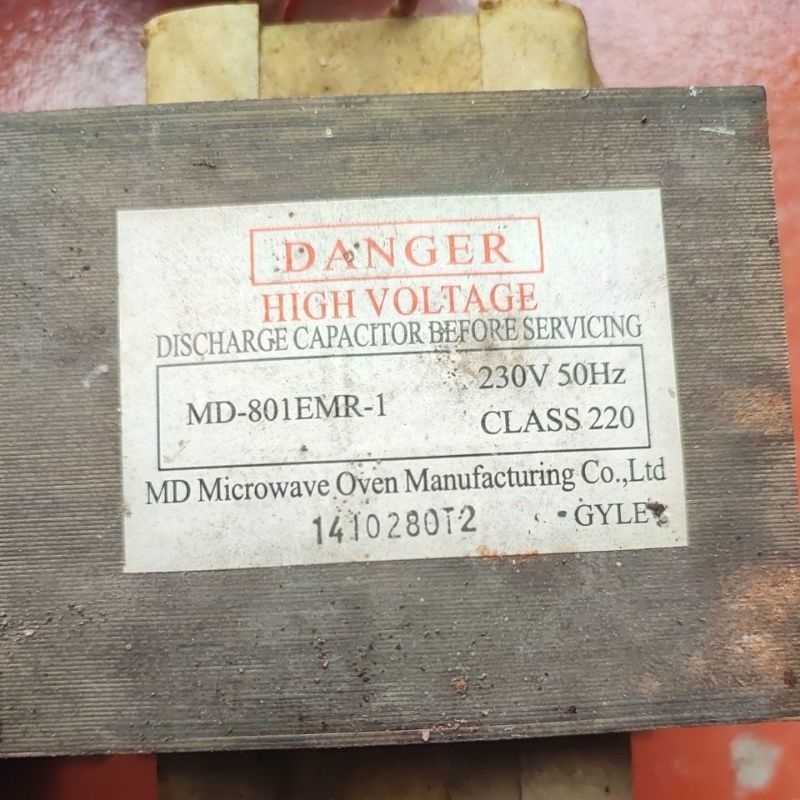 DANGER
HIGH VOLTAGE
DISCHARGE CAPACITOR BEFORE SERVICING
MD-801EMR-1
230V 50Hz
CLASS 220
MD Microwave Oven Manufacturing Co.,Ltd
1410280T2
GYLE